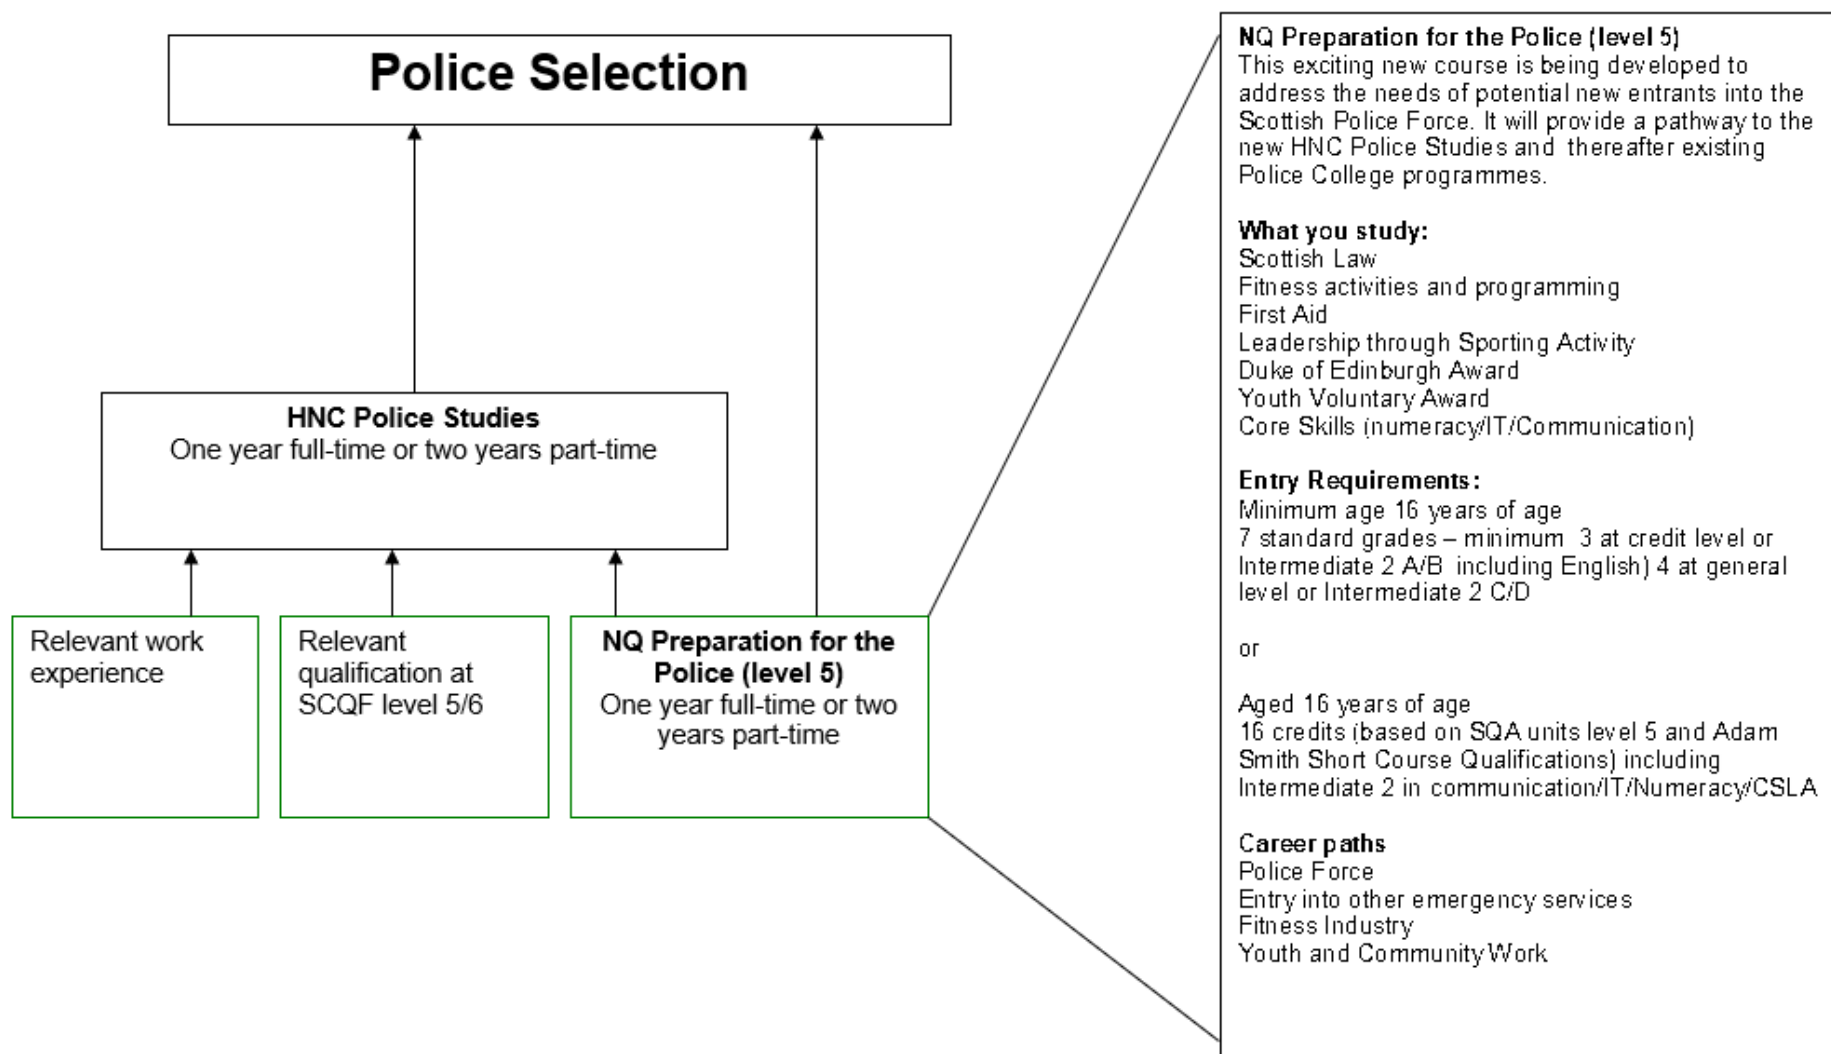 Police Selection
HNC Police Studies
One year full-time or two years part-time
Relevant work
experience
Relevant
qualification at
SCQF level 5/6
NQ Preparation for the
Police (level 5)
One year full-time or two
years part-time
NQ Preparation for the Police (level 5)
This exciting new course is being developed to
address the needs of potential new entrants into the
Scottish Police Force. It will provide a pathway to the
new HNC Police Studies and thereafter existing
Police College programmes.
What you study:
Scottish Law
Fitness activities and programming
First Aid
Leadership through Sporting Activity
Duke of Edinburgh Award
Youth Voluntary Award
Core Skills (numeracy/IT/Communication)
Entry Requirements:
Minimum age 16 years of age
7 standard grades – minimum 3 at credit level or
Intermediate 2 A/B including English) 4 at general
level or Intermediate 2 C/D
or
Aged 16 years of age
16 credits (based on SQA units level 5 and Adam
Smith Short Course Qualifications) including
Intermediate 2 in communication/IT/Numeracy/CSLA
Career paths
Police Force
Entry into other emergency services
Fitness Industry
Youth and Community Work